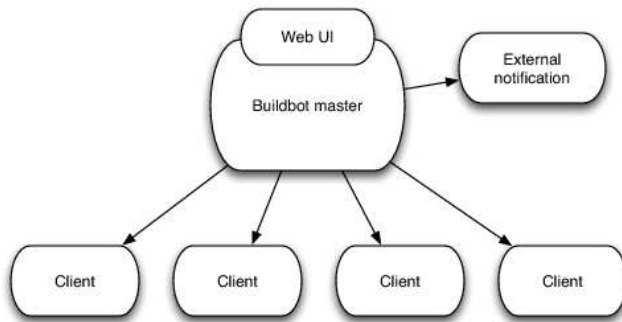 Web UI
Buildbot master
External
notification
Client
Client
Client
Client